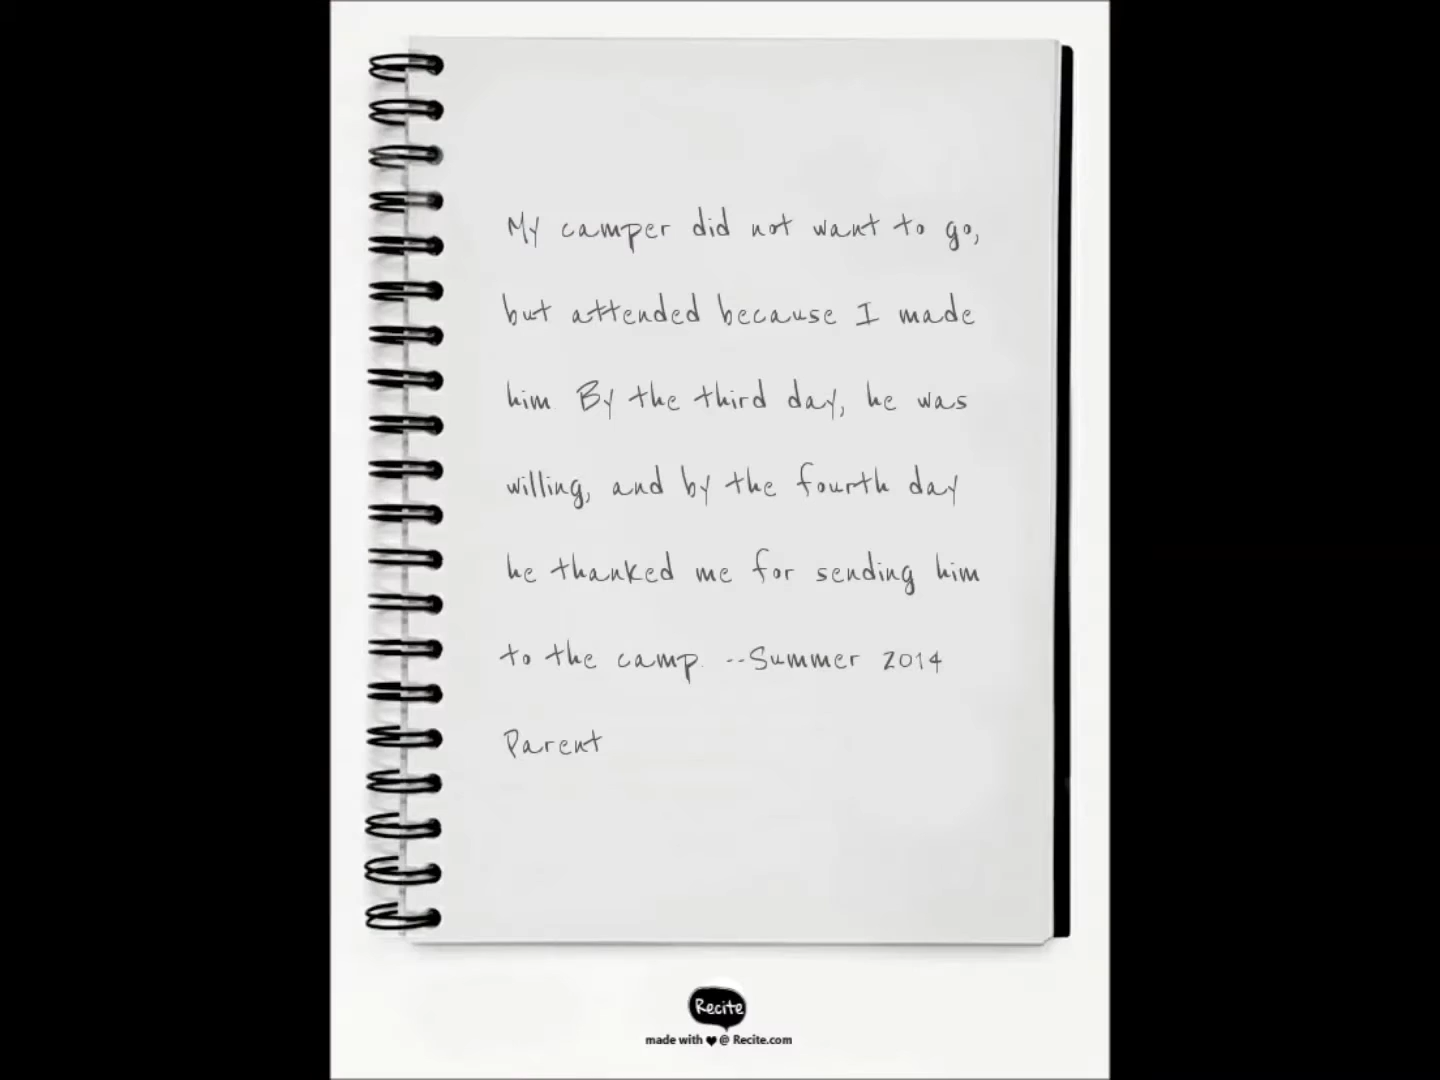 My camper did not want to go,
but attended because I made
him. By the third day, he was
willing, and by the fourth day
he thanked me for sending him
to the camp. --Summer 2014
Parent
Recite
made with ♥ @ Recite.com